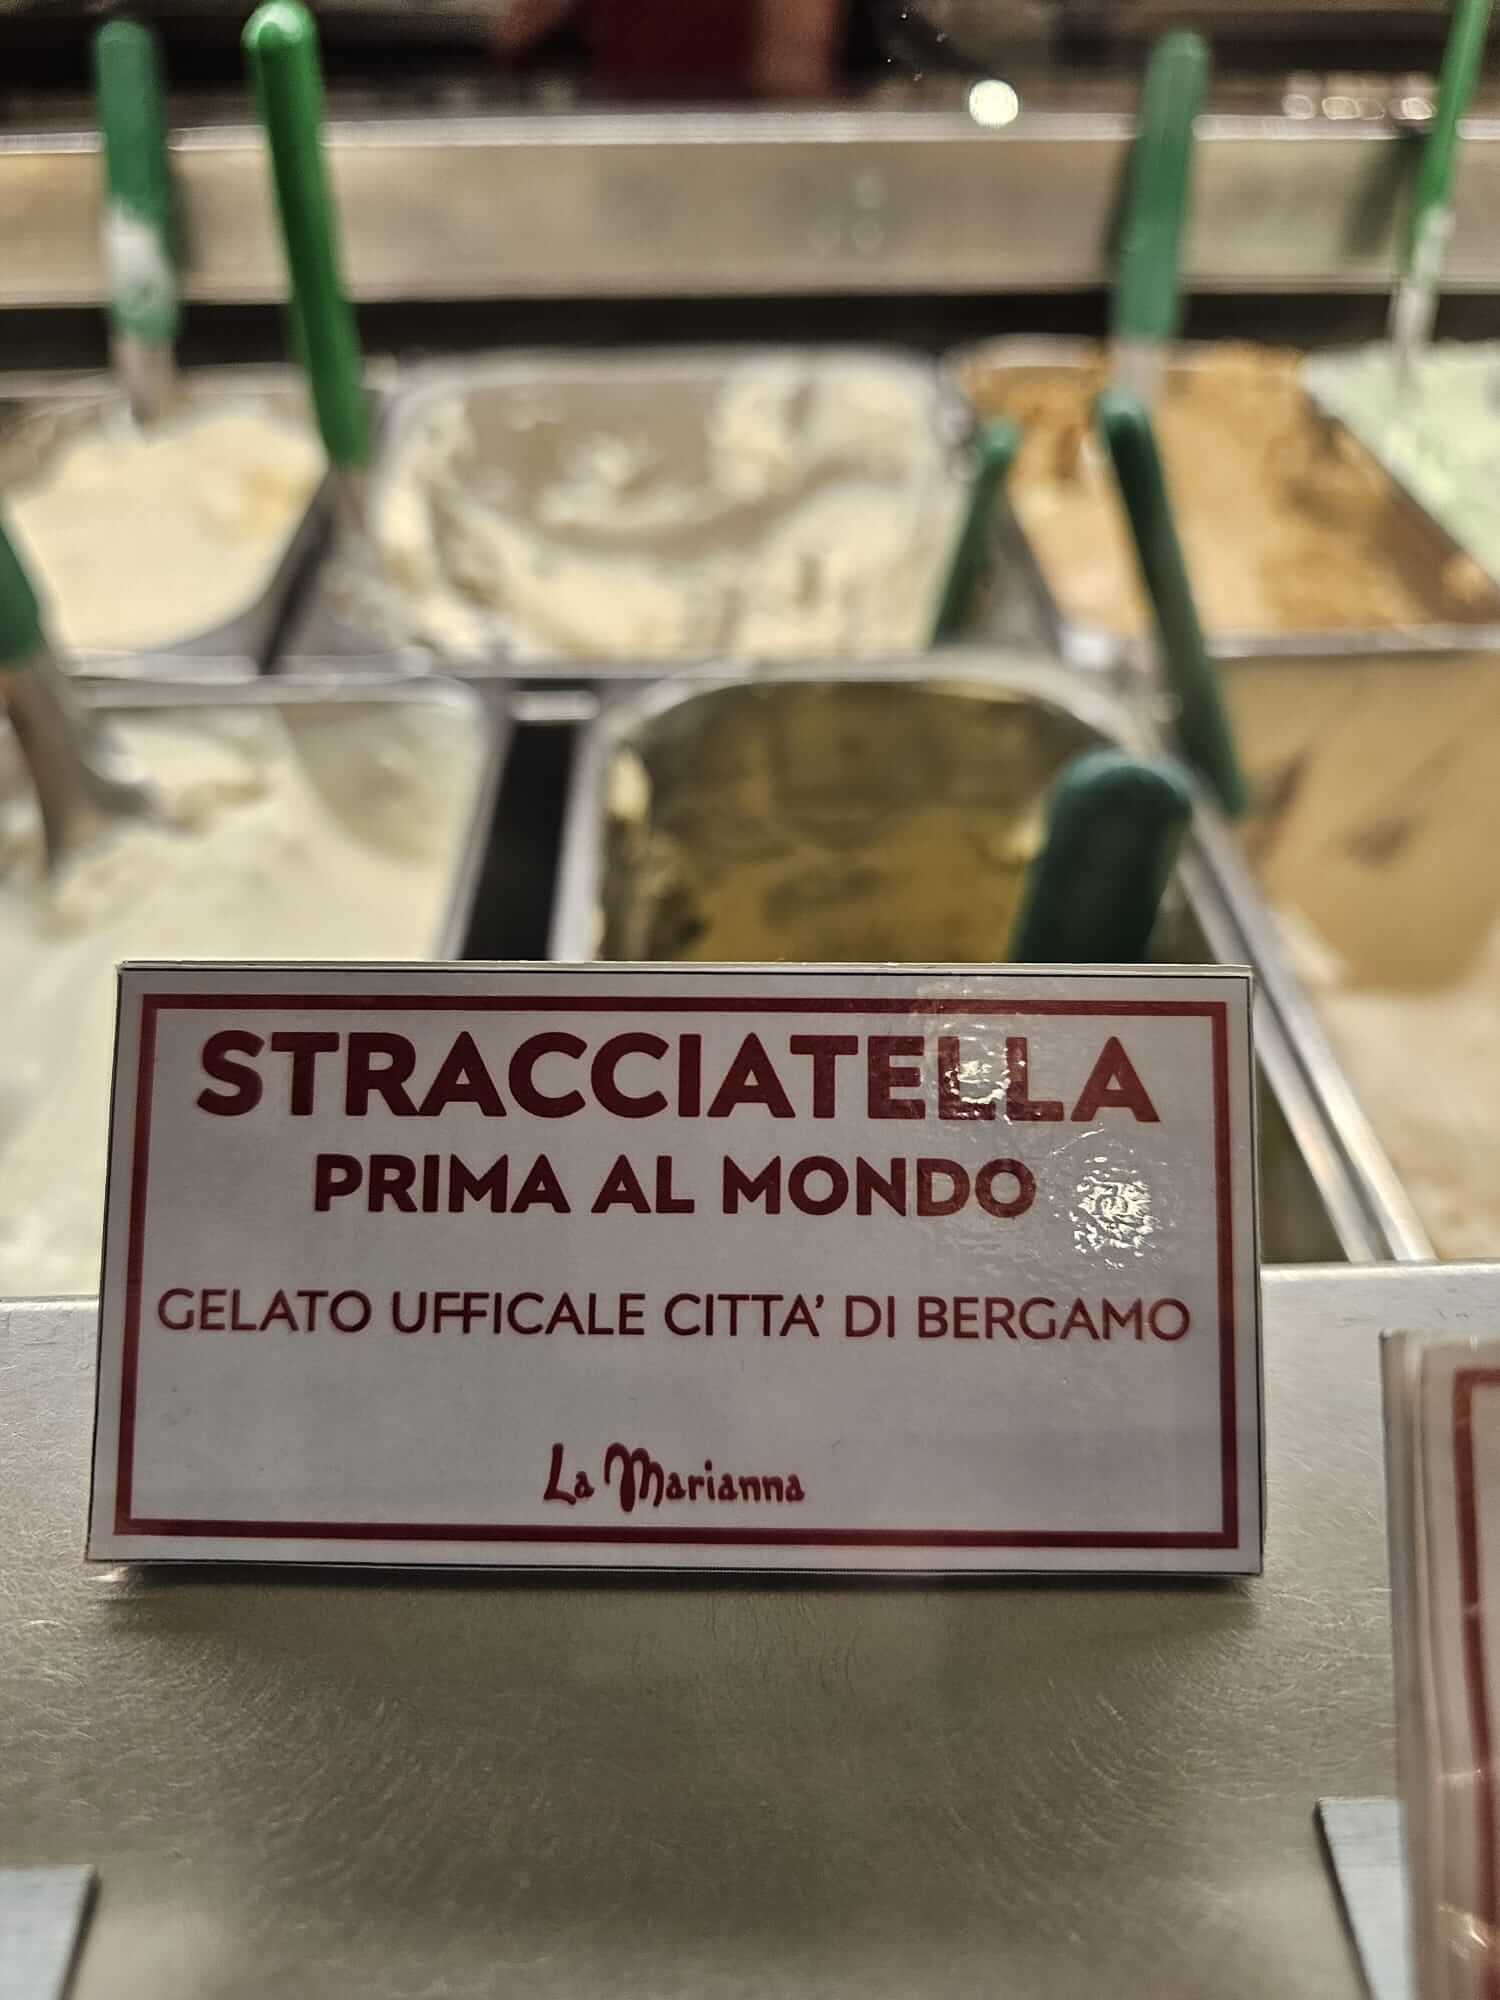 STRACCIATELLA
PRIMA AL MONDO
GELATO UFFICALE CITTA' DI BERGAMO
La Marianna